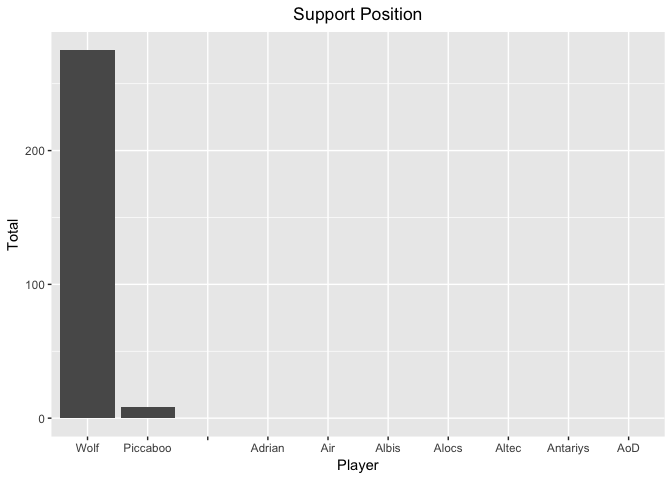 Support Position
Total
200
100
0
Wolf Piccaboo Adrian Air Albis Alocs Altec Antariys AoD
Player